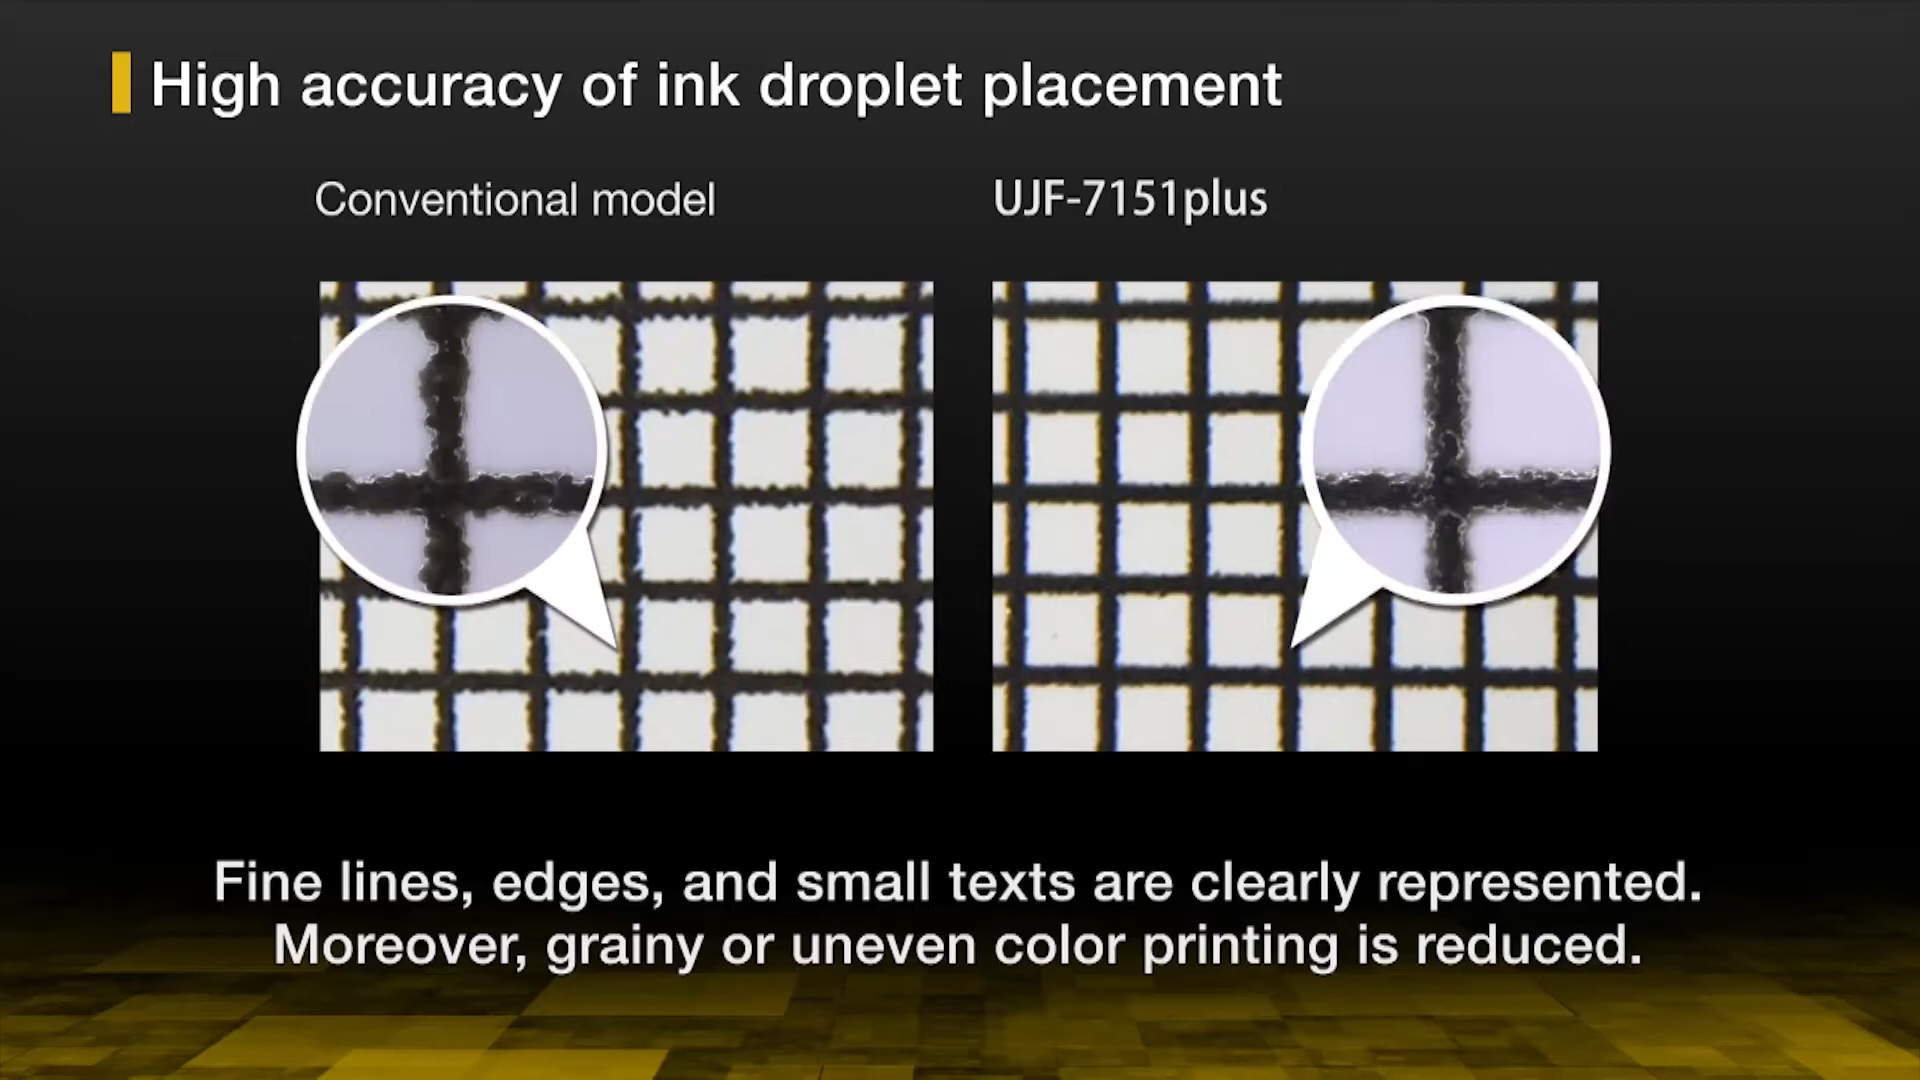 High accuracy of ink droplet placement
Conventional model
UJF-7151plus
Fine lines, edges, and small texts are clearly represented.
Moreover, grainy or uneven color printing is reduced.